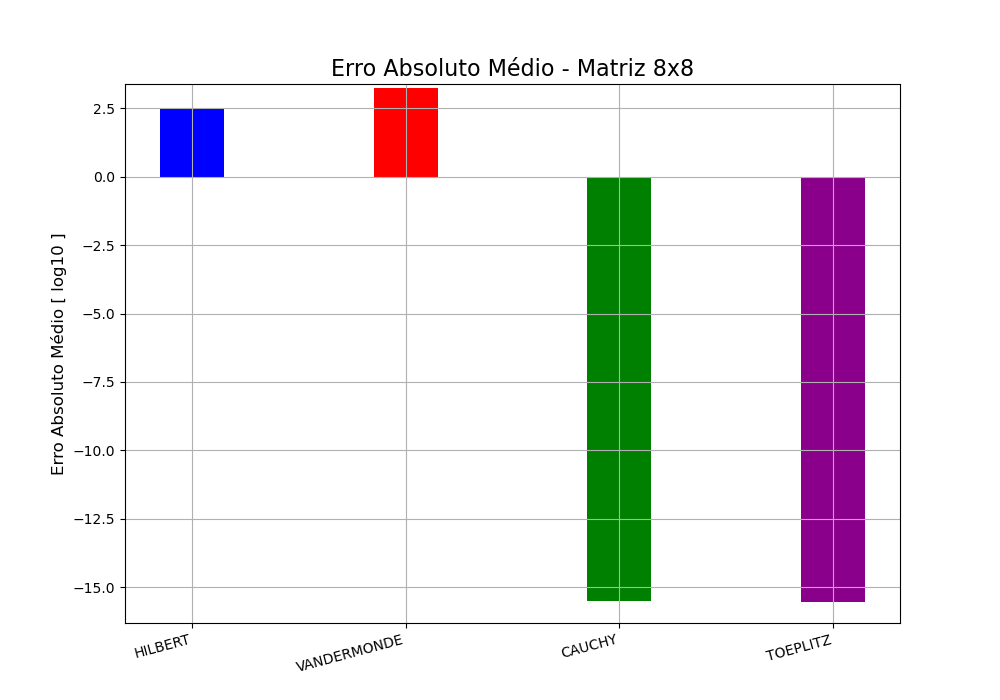 Erro Absoluto Médio - Matriz 8x8
Erro Absoluto Médio [ log10 ]
2.5
0.0
−2.5
−5.0
−7.5
−10.0
−12.5
−15.0
HILBERT
VANDERMONDE
CAUCHY
TOEPLITZ